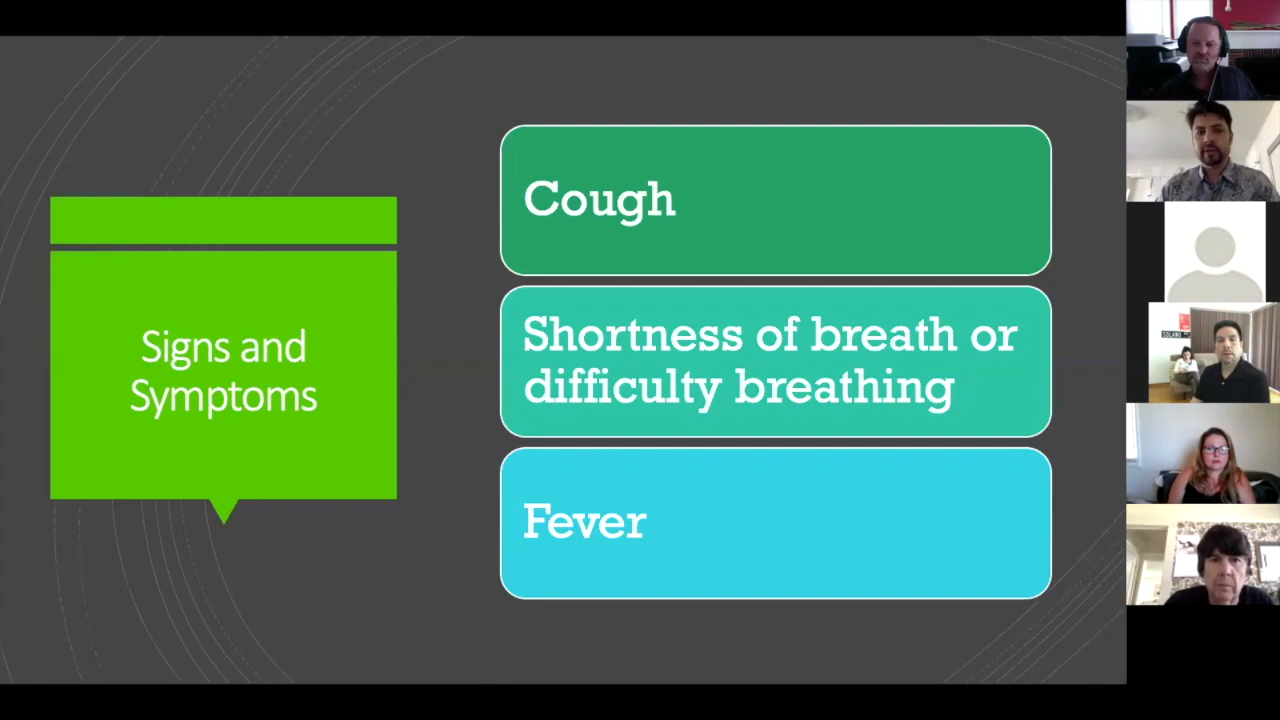 Signs and
Symptoms
Cough
Shortness of breath or
difficulty breathing
Fever